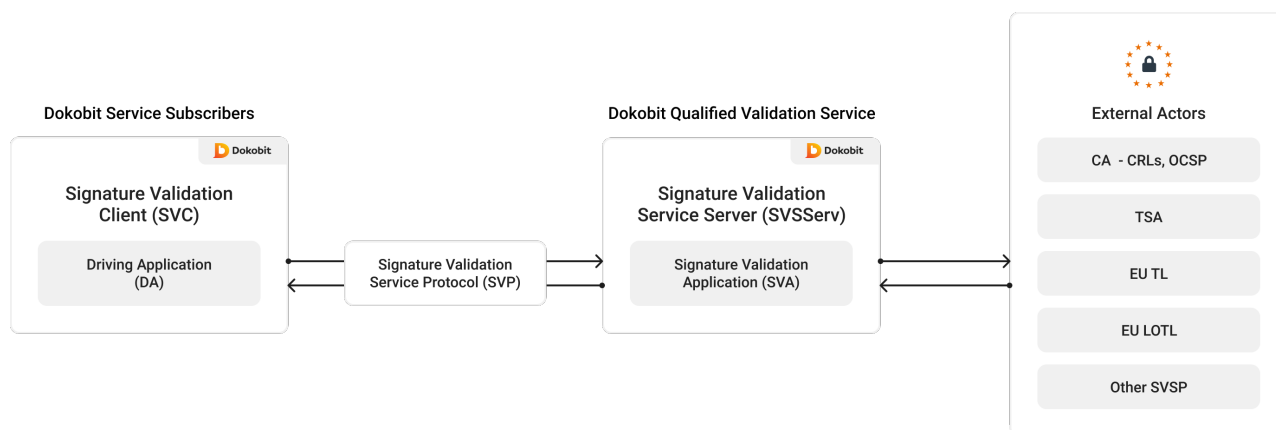 Dokobit Service Subscribers
Dokobit
Signature Validation
Client (SVC)
Driving Application
(DA)
Signature Validation
Service Protocol (SVP)
Dokobit Qualified Validation Service
Dokobit
Signature Validation
Service Server (SVSServ)
Signature Validation
Application (SVA)
External Actors
CA - CRLs, OCSP
TSA
EU TL
EU LOTL
Other SVSP